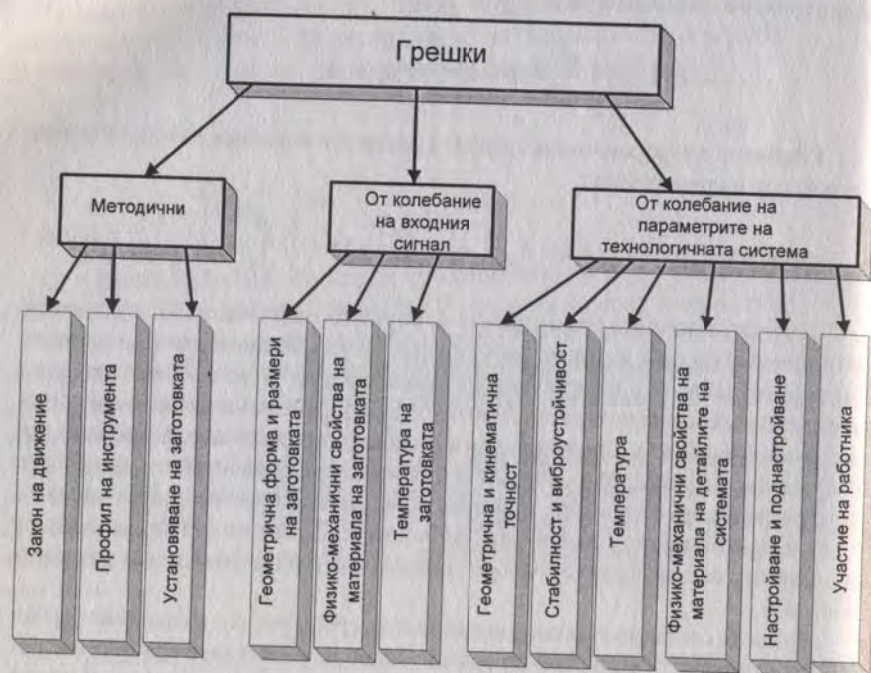 Грешки
Методични
От колебание
на входния
сигнал
От колебание на
параметрите на
технологичната система
Закон на движение
Профил на инструмента
Установяване на заготовката
Геометрична форма и размери
на заготовката
Физико-механични свойства на
материала на заготовката
Температура на
заготовката
Геометрична и кинематична
точност
Стабилност и виброустойчивост
Температура
Физико-механични свойства на
материала на детайлите на
системата
Настройване и поднастройване
Участие на работника